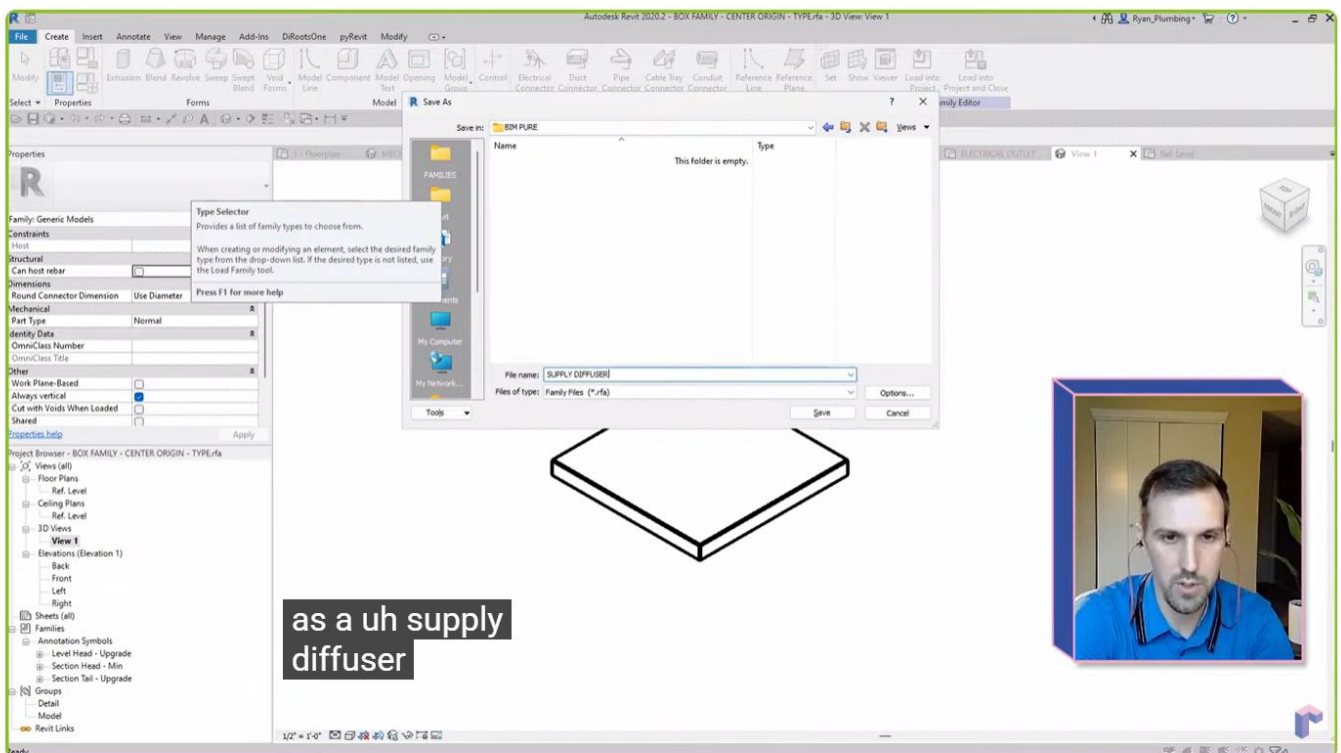 Autodesk Revit 2020.2 - BOX FAMILY - CENTER ORIGIN - TYPE.rfa - 3D View: View 1
Ryan_Plumbing
File Create Insert Annotate View Manage Add-Ins DiRootsOne pyRevit Modify
Modify Extrusion Blend Revolve Sweep Swept Blend Void Forms Model Line Component Model Text Opening Model Group Control Electrical Connector Duct Connector Pipe Connector Cable Tray Connector Conduit Connector Reference Line Reference Plane Set Show Viewer Load into Project Load into Project and Close
Select Properties Forms Model
mily Editor
Save As
Save in: BIM PURE Views
Name Type
This folder is empty.
FAMILIES
My Computer
My Network...
File name: SUPPLY DIFFUSER
Files of type: Family Files (*.rfa) Options...
Tools Save Cancel
1 - Floorplan
ELECTRICAL OUTLET View 1 Ref. Level
Properties
R
Type Selector
Provides a list of family types to choose from.
When creating or modifying an element, select the desired family
type from the drop-down list. If the desired type is not listed, use
the Load Family tool.
Press F1 for more help
Family: Generic Models
Constraints
Host
Structural
Can host rebar
Dimensions
Round Connector Dimension Use Diameter
Mechanical
Part Type Normal
Identity Data
OmniClass Number
OmniClass Title
Other
Work Plane-Based
Always vertical
Cut with Voids When Loaded
Shared
Properties help Apply
Project Browser - BOX FAMILY - CENTER ORIGIN - TYPE.rfa
Views (all)
Floor Plans
Ref. Level
Ceiling Plans
Ref. Level
3D Views
View 1
Elevations (Elevation 1)
Back
Front
Left
Right
Sheets (all)
Families
Annotation Symbols
Level Head - Upgrade
Section Head - Min
Section Tail - Upgrade
Groups
Detail
Model
Revit Links
TOP
FRONT RIGHT
as a uh supply
diffuser
1/2" = 1'-0"
Ready